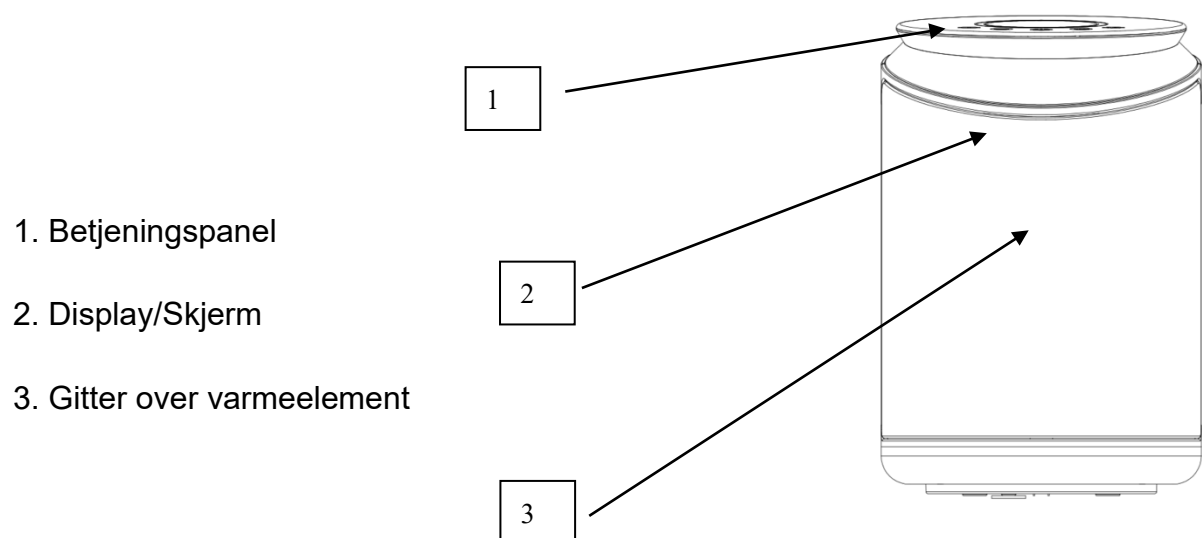 1
1. Betjeningspanel
2. Display/Skjerm
2
3. Gitter over varmeelement
3